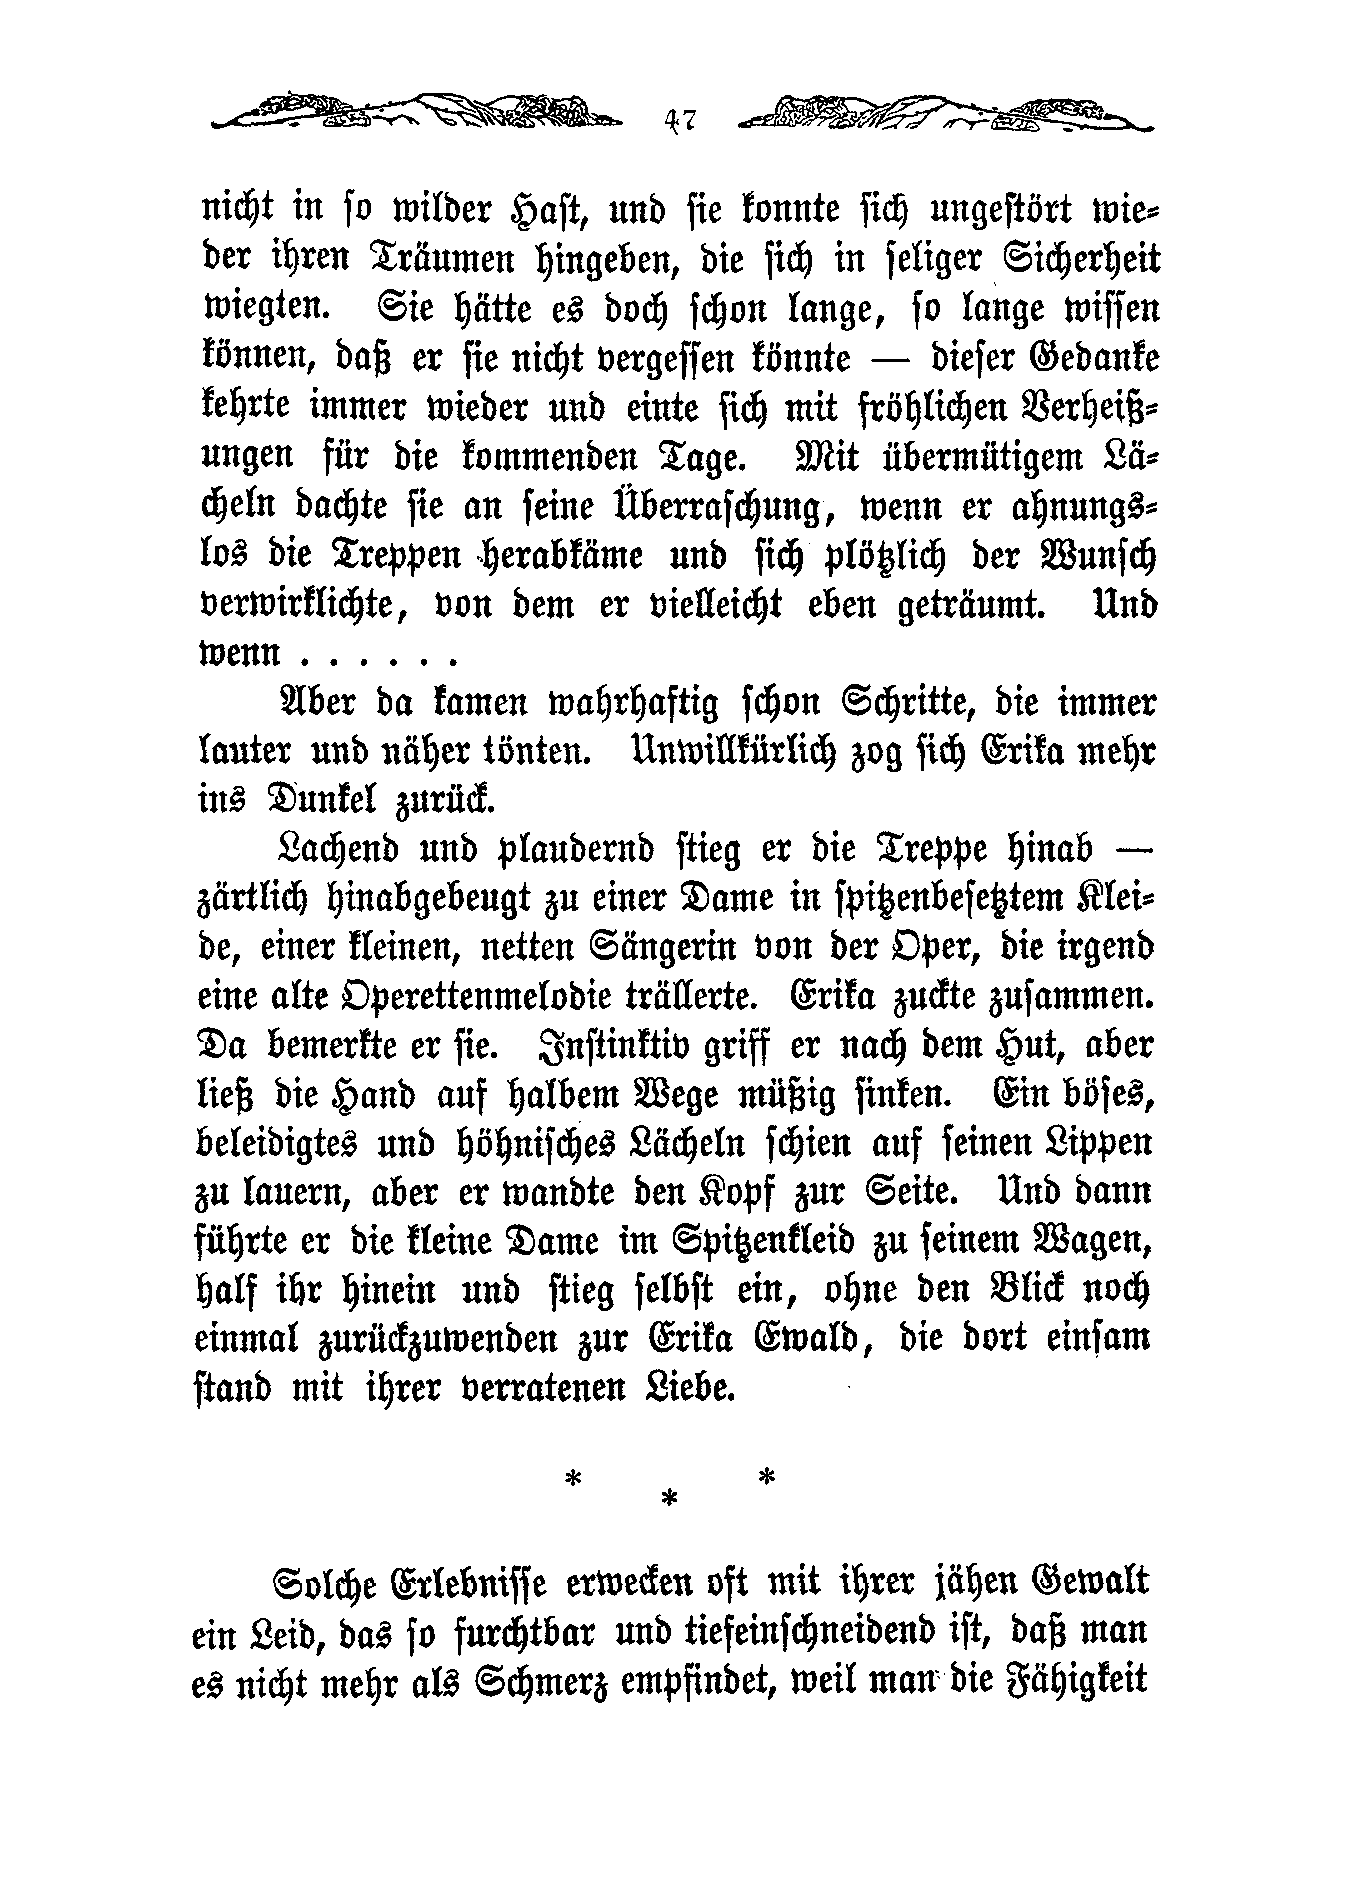 47
nicht in so wilder Hast, und sie konnte sich ungestört wie-
der ihren Träumen hingeben, die sich in seliger Sicherheit
wiegten. Sie hätte es doch schon lange, so lange wissen
können, daß er sie nicht vergessen könnte — dieser Gedanke
kehrte immer wieder und einte sich mit fröhlichen Verheiß-
ungen für die kommenden Tage. Mit übermütigem Lä-
cheln dachte sie an seine Überraschung, wenn er ahnungs-
los die Treppen herabkäme und sich plötzlich der Wunsch
verwirklichte, von dem er vielleicht eben geträumt. Und
wenn . . . . . .
Aber da kamen wahrhaftig schon Schritte, die immer
lauter und näher tönten. Unwillkürlich zog sich Erika mehr
ins Dunkel zurück.
Lachend und plaudernd stieg er die Treppe hinab —
zärtlich hinabgebeugt zu einer Dame in spitzenbesetztem Klei-
de, einer kleinen, netten Sängerin von der Oper, die irgend
eine alte Operettenmelodie trällerte. Erika zuckte zusammen.
Da bemerkte er sie. Instinktiv griff er nach dem Hut, aber
ließ die Hand auf halbem Wege müßig sinken. Ein böses,
beleidigtes und höhnisches Lächeln schien auf seinen Lippen
zu lauern, aber er wandte den Kopf zur Seite. Und dann
führte er die kleine Dame im Spitzenkleid zu seinem Wagen,
half ihr hinein und stieg selbst ein, ohne den Blick noch
einmal zurückzuwenden zur Erika Ewald, die dort einsam
stand mit ihrer verratenen Liebe.
* * *
Solche Erlebnisse erwecken oft mit ihrer jähen Gewalt
ein Leid, das so furchtbar und tiefeinschneidend ist, daß man
es nicht mehr als Schmerz empfindet, weil man die Fähigkeit